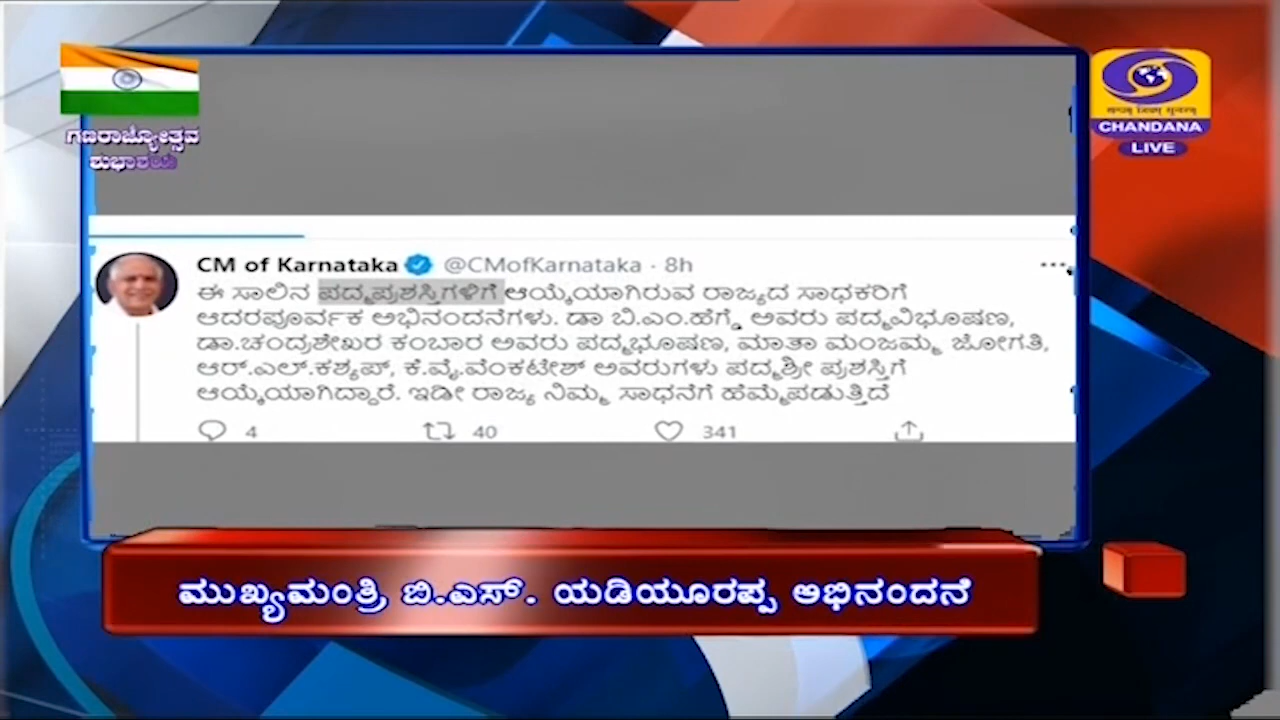 ಗಣರಾಜ್ಯೋತ್ಸವ
ಶುಭಾಶಯ
CHANDANA
LIVE
CM of Karnataka @CMofKarnataka · 8h
ಈ ಸಾಲಿನ ಪದ್ಮಪ್ರಶಸ್ತಿಗಳಿಗೆ ಆಯ್ಕೆಯಾಗಿರುವ ರಾಜ್ಯದ ಸಾಧಕರಿಗೆ
ಆದರಪೂರ್ವಕ ಅಭಿನಂದನೆಗಳು. ಡಾ ಬಿ.ಎಂ.ಹೆಗ್ಡೆ ಅವರು ಪದ್ಮವಿಭೂಷಣ,
ಡಾ.ಚಂದ್ರಶೇಖರ ಕಂಬಾರ ಅವರು ಪದ್ಮಭೂಷಣ, ಮಾತಾ ಮಂಜಮ್ಮ ಜೋಗತಿ,
ಆರ್.ಎಲ್.ಕಶ್ಯಪ್, ಕೆ.ವೈ.ವೆಂಕಟೇಶ್ ಅವರುಗಳು ಪದ್ಮಶ್ರೀ ಪ್ರಶಸ್ತಿಗೆ
ಆಯ್ಕೆಯಾಗಿದ್ದಾರೆ. ಇಡೀ ರಾಜ್ಯ ನಿಮ್ಮ ಸಾಧನೆಗೆ ಹೆಮ್ಮೆಪಡುತ್ತಿದೆ
4 40 341
ಮುಖ್ಯಮಂತ್ರಿ ಬಿ.ಎಸ್. ಯಡಿಯೂರಪ್ಪ ಅಭಿನಂದನೆ